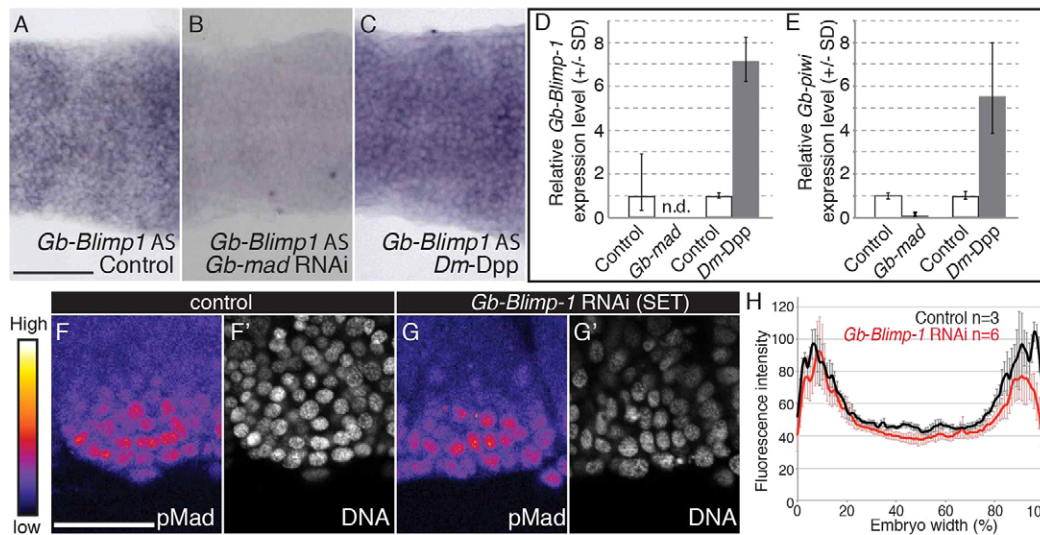 A
B
C
Gb-Blimp1 AS
Control
Gb-Blimp1 AS
Gb-mad RNAi
Gb-Blimp1 AS
Dm-Dpp
D
Relative Gb-Blimp-1
expression level (+/- SD)
8
6
4
2
1
0
n.d.
Control
Gb-mad
Control
Dm-Dpp
E
Relative Gb-piwi
expression level (+/- SD)
8
6
4
2
1
0
Control
Gb-mad
Control
Dm-Dpp
High
low
control
Gb-Blimp-1 RNAi (SET)
F
pMad
F'
DNA
G
pMad
G'
DNA
H
Control n=3
Gb-Blimp-1 RNAi n=6
Fluorescence intensity
120
100
80
60
40
20
0
0
20
40
60
80
Embryo width (%)